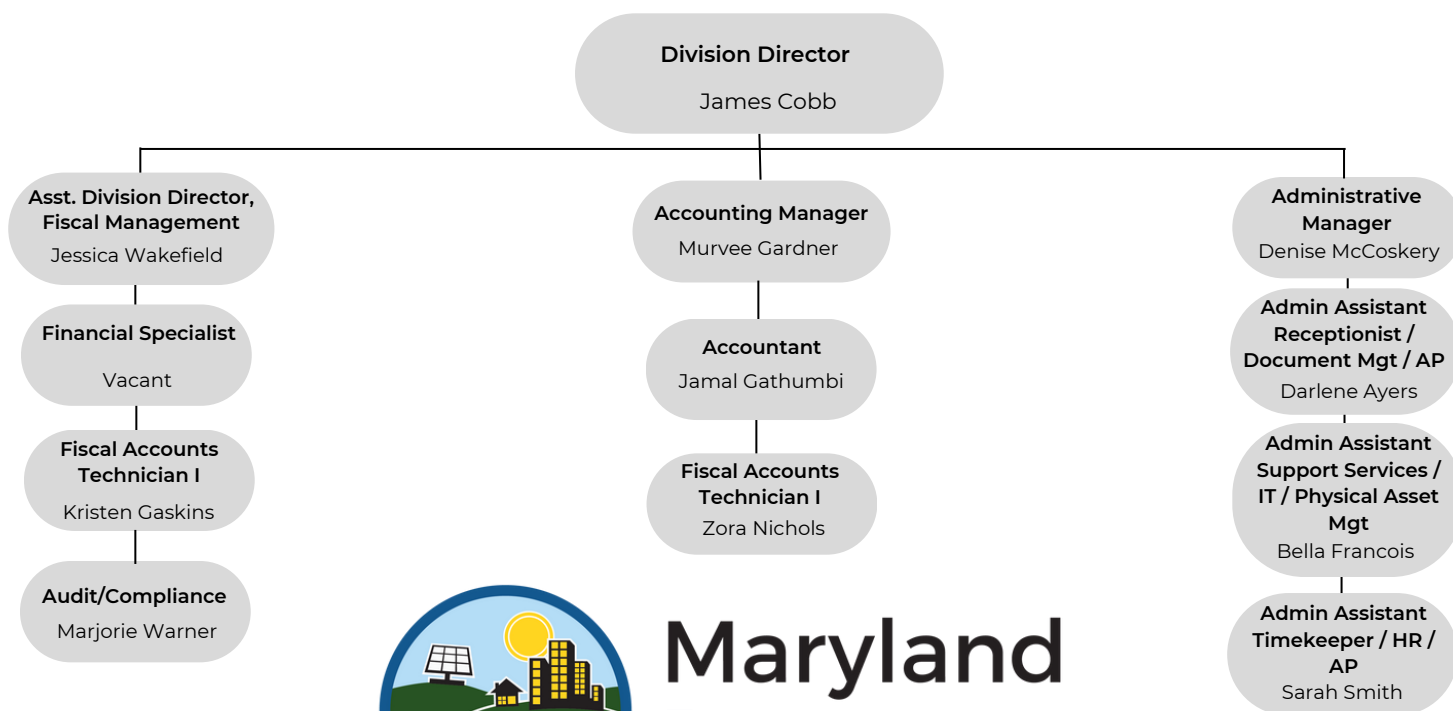 Division Director
James Cobb
Asst. Division Director,
Fiscal Management
Jessica Wakefield
Financial Specialist
Vacant
Fiscal Accounts
Technician I
Kristen Gaskins
Audit/Compliance
Marjorie Warner
Accounting Manager
Murvee Gardner
Accountant
Jamal Gathumbi
Fiscal Accounts
Technician I
Zora Nichols
Administrative
Manager
Denise McCoskery
Admin Assistant
Receptionist /
Document Mgt / AP
Darlene Ayers
Admin Assistant
Support Services /
IT / Physical Asset
Mgt
Bella Francois
Admin Assistant
Timekeeper / HR /
AP
Sarah Smith
Maryland